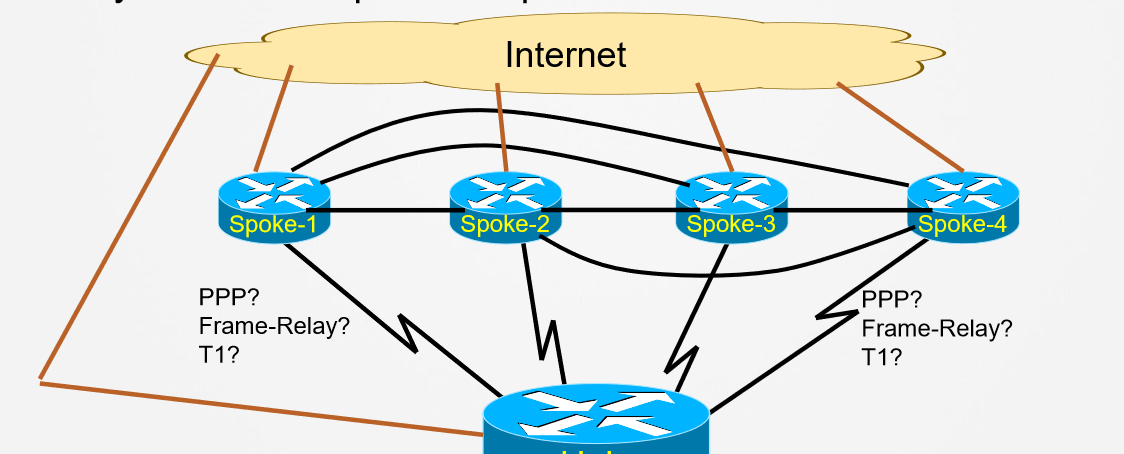 Internet
Spoke-1
Spoke-2
Spoke-3
Spoke-4
PPP?
Frame-Relay?
T1?
PPP?
Frame-Relay?
T1?